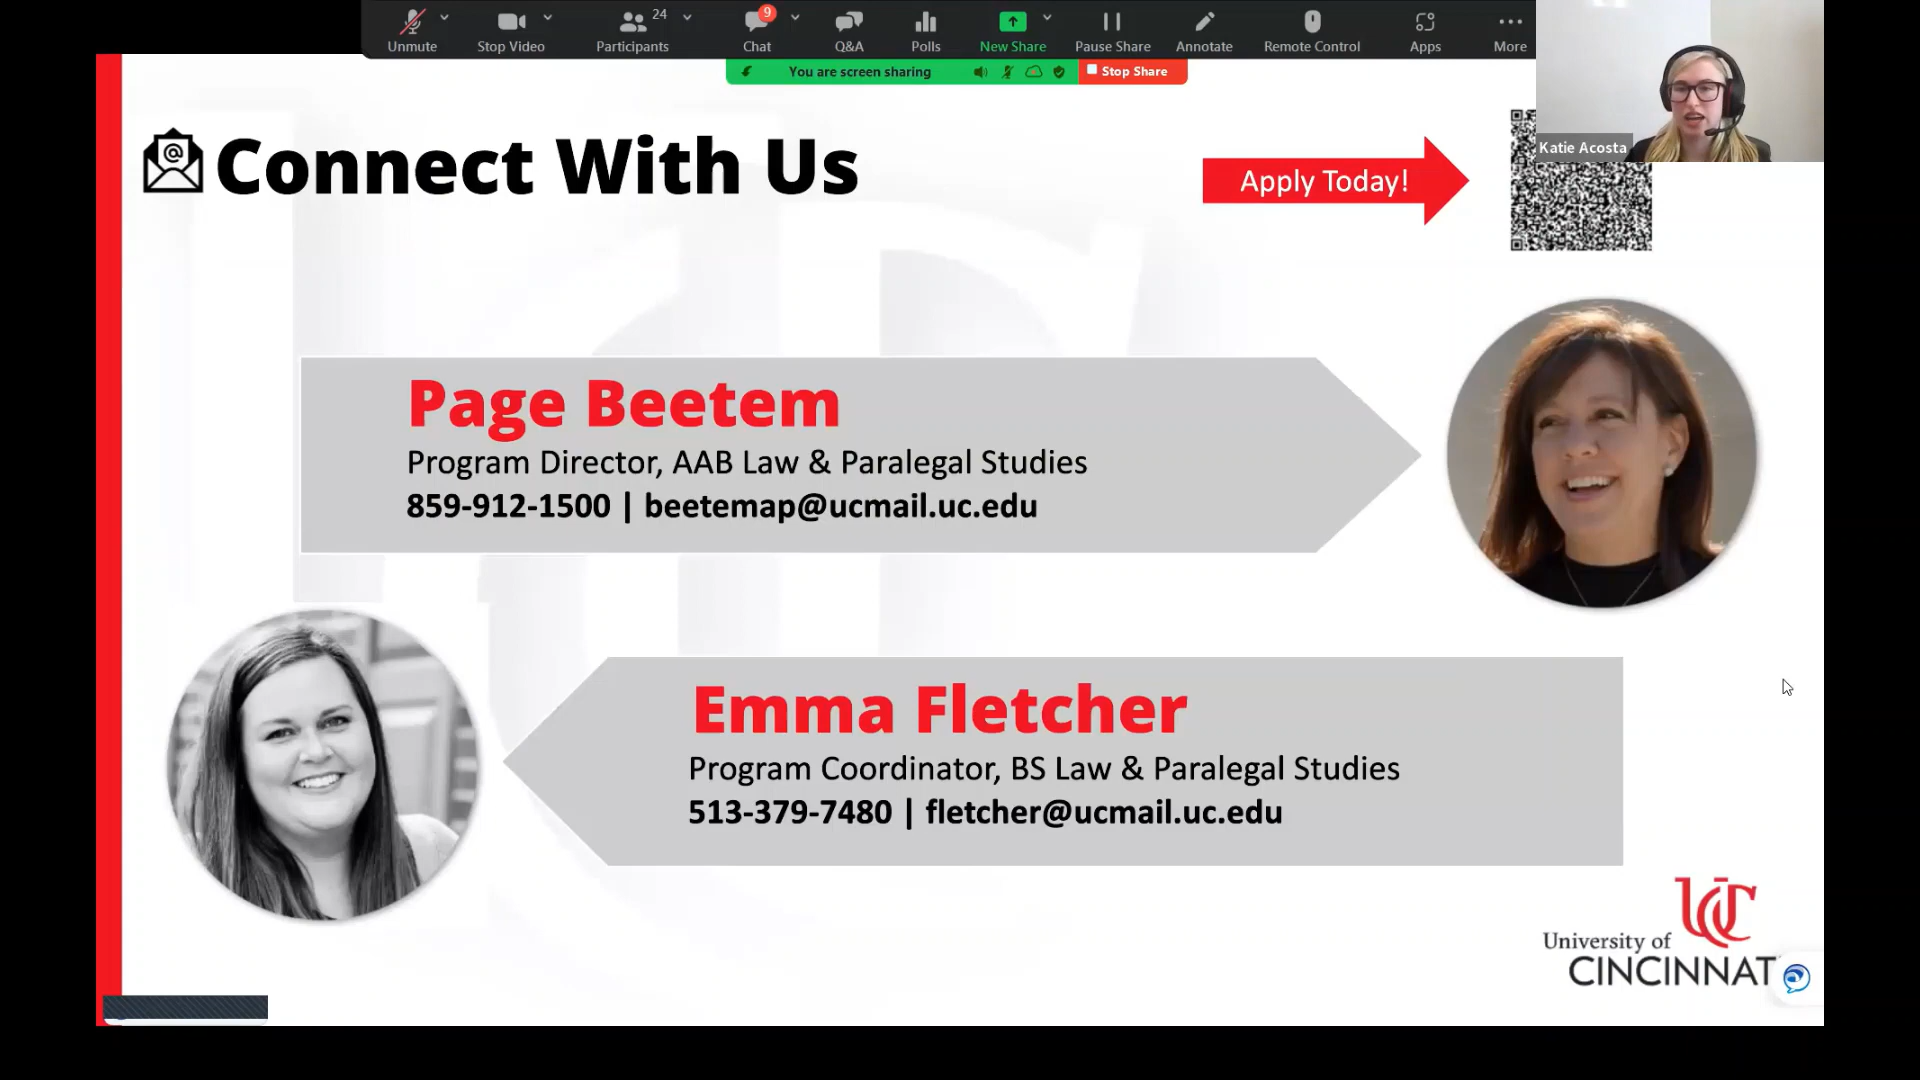 Unmute
Stop Video
24
Participants
9
Chat
Q&A
Polls
New Share
Pause Share
Annotate
Remote Control
Apps
More
You are screen sharing
Stop Share
Katie Acosta
@
Connect With Us
Apply Today!
Page Beetem
Program Director, AAB Law & Paralegal Studies
859-912-1500 | beetemap@ucmail.uc.edu
Emma Fletcher
Program Coordinator, BS Law & Paralegal Studies
513-379-7480 | fletcher@ucmail.uc.edu
UC
University of
CINCINNAT